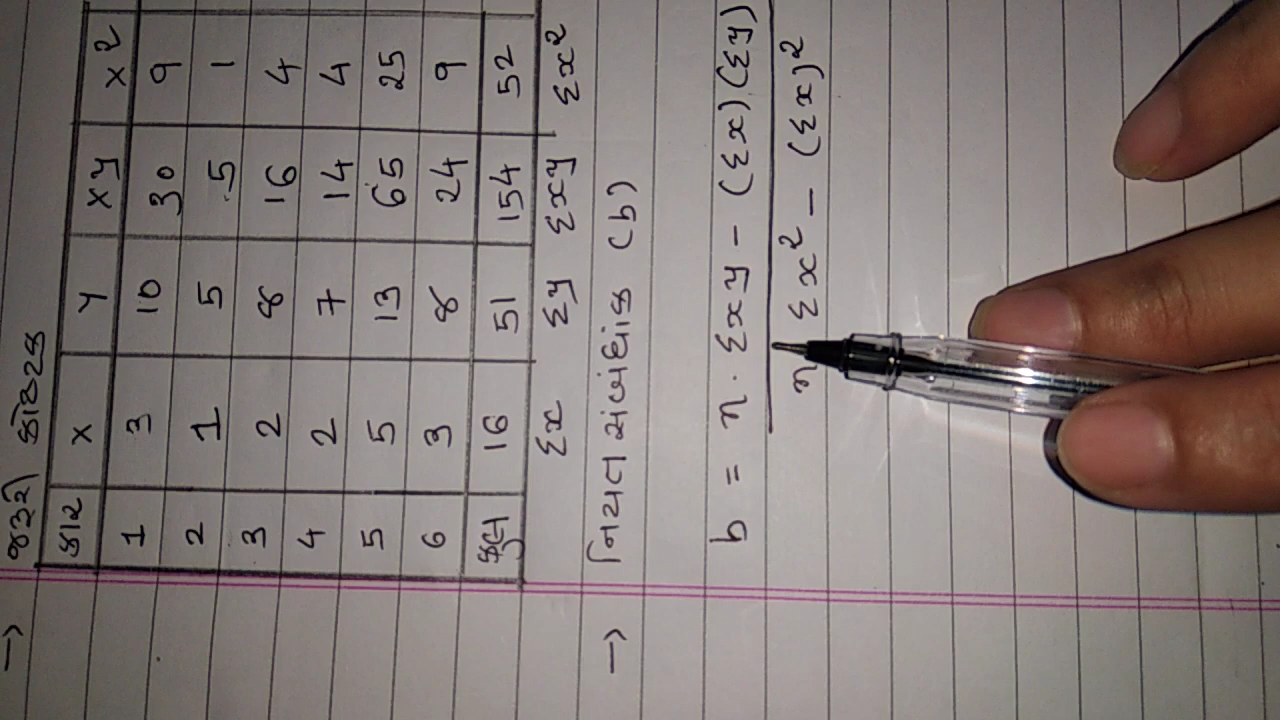 → જરૂરી કોષ્ટક
કાર X Y XY X2
1 3 10 30 9
2 1 5 5 1
3 2 8 16 4
4 2 7 14 4
5 5 13 65 25
6 3 8 24 9
કુલ 16 51 154 52
Σx Σy Σxy Σx2
→ નિયત સંબંધાંક (b)
b = n . Σxy - (Σx) (Σy)
n Σx2 - (Σx)2